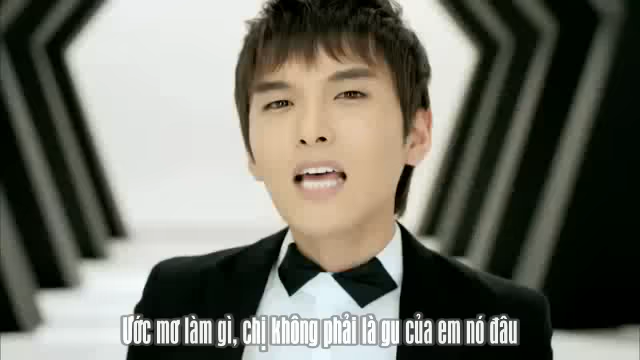 Ước mơ làm gì, chị không phải là gu của em nó đâu